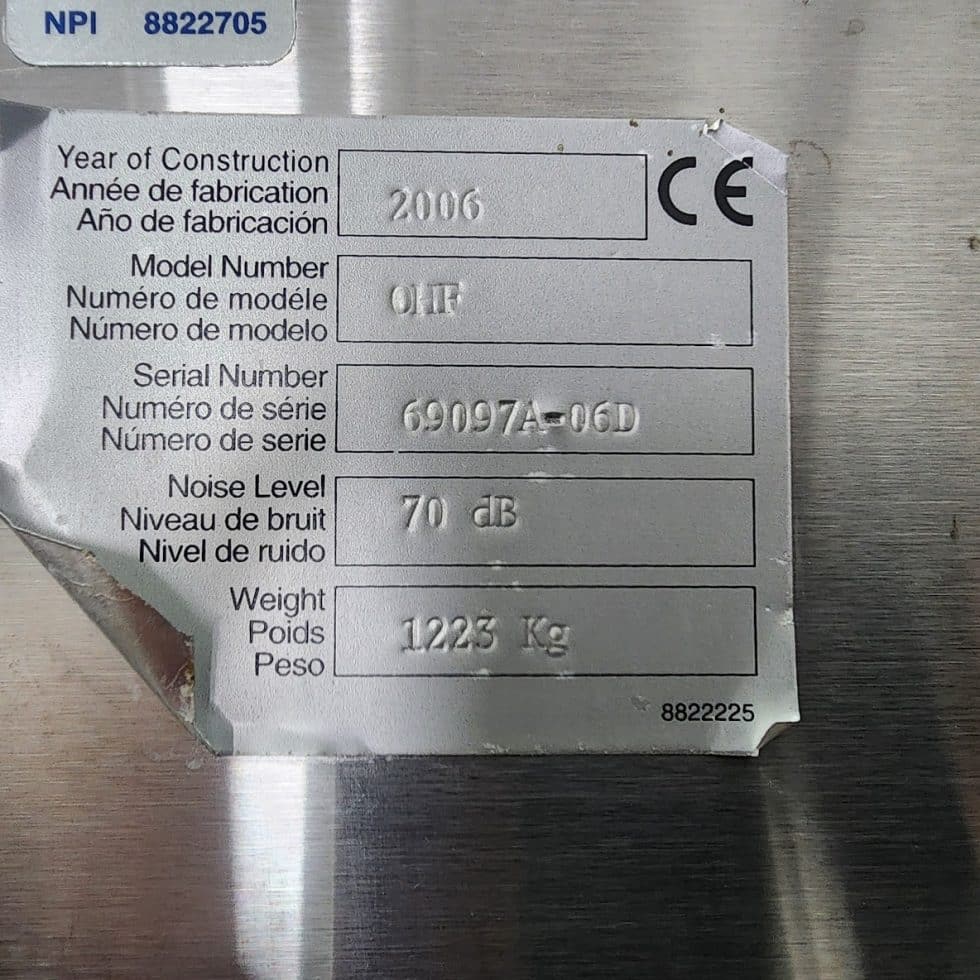 NPI 8822705
Year of Construction
Année de fabrication
Año de fabricación
2006
CE
Model Number
Numéro de modéle
Número de modelo
OHF
Serial Number
Numéro de série
Número de serie
69097A-06D
Noise Level
Niveau de bruit
Nivel de ruido
70 dB
Weight
Poids
Peso
1223 Kg
8822225